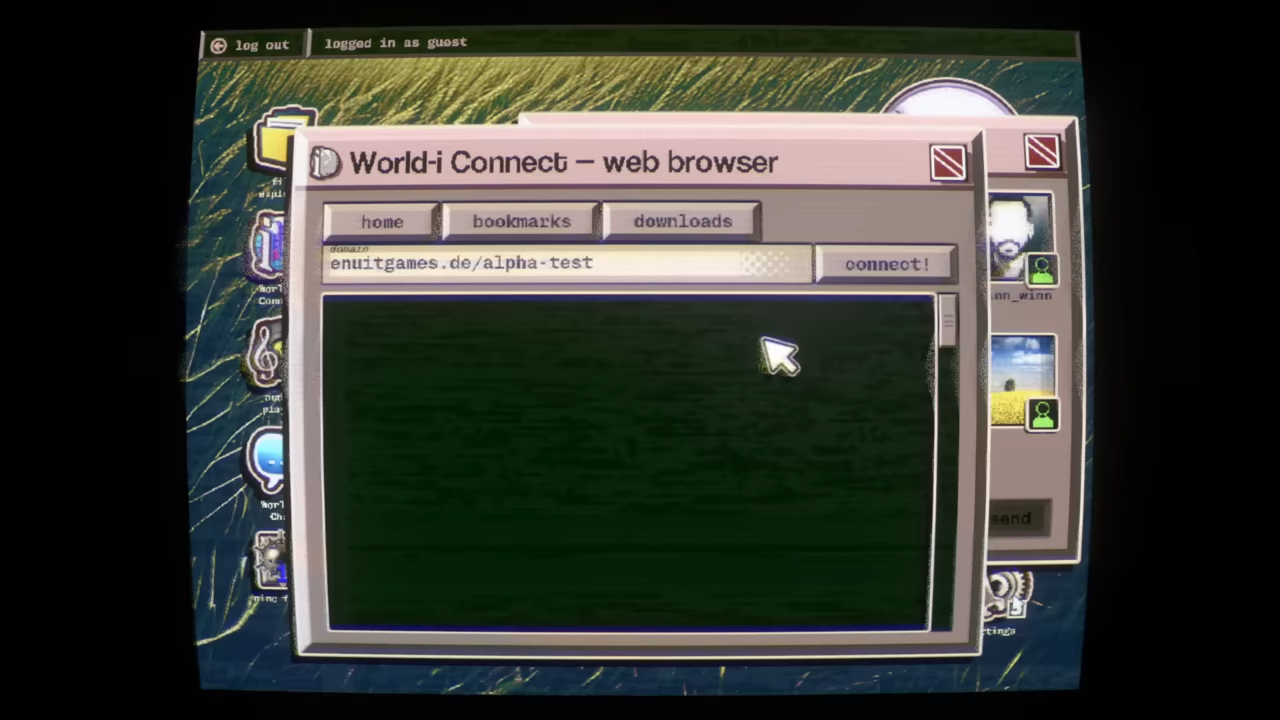 log out
logged in as guest
World-i Connect — web browser
home
bookmarks
downloads
domain
enuitgames.de/alpha-test
connect!
nn_winn
send